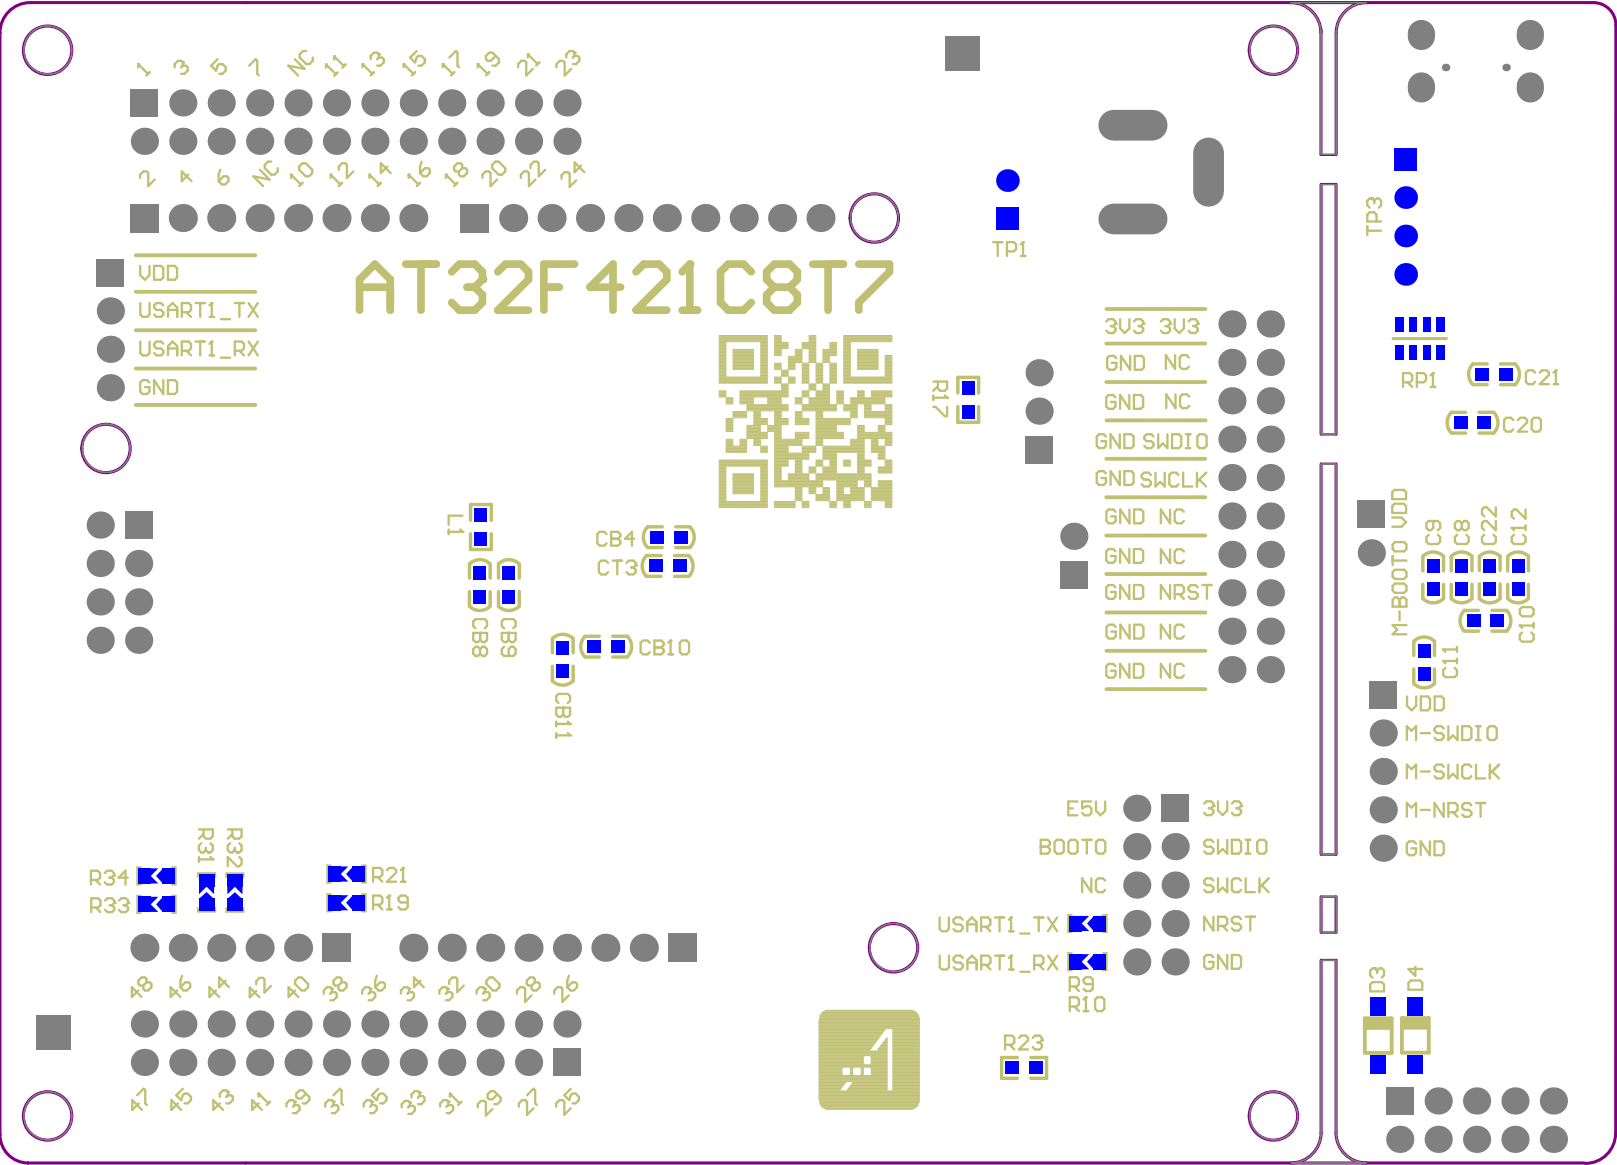 1 3 5 7 NC 11 13 15 17 19 21 23
2 4 6 NC 10 12 14 16 18 20 22 24
TP1
TP3
VDD
USART1_TX
USART1_RX
GND
AT32F421C8T7
3V3 3V3
GND NC
GND NC
GND SWDIO
GND SWCLK
GND NC
GND NC
GND NRST
GND NC
GND NC
R17
RP1
C21
C20
L1
CB4
CT3
CB8
CB9
CB10
CB11
M-BOOT0 VDD
C9
C8
C22
C12
C10
C11
VDD
M-SWDIO
M-SWCLK
M-NRST
GND
E5V 3V3
BOOT0 SWDIO
NC SWCLK
USART1_TX NRST
USART1_RX GND
R9
R10
R31
R32
R34
R33
R21
R19
48 46 44 42 40 38 36 34 32 30 28 26
47 45 43 41 39 37 35 33 31 29 27 25
R23
D3
D4